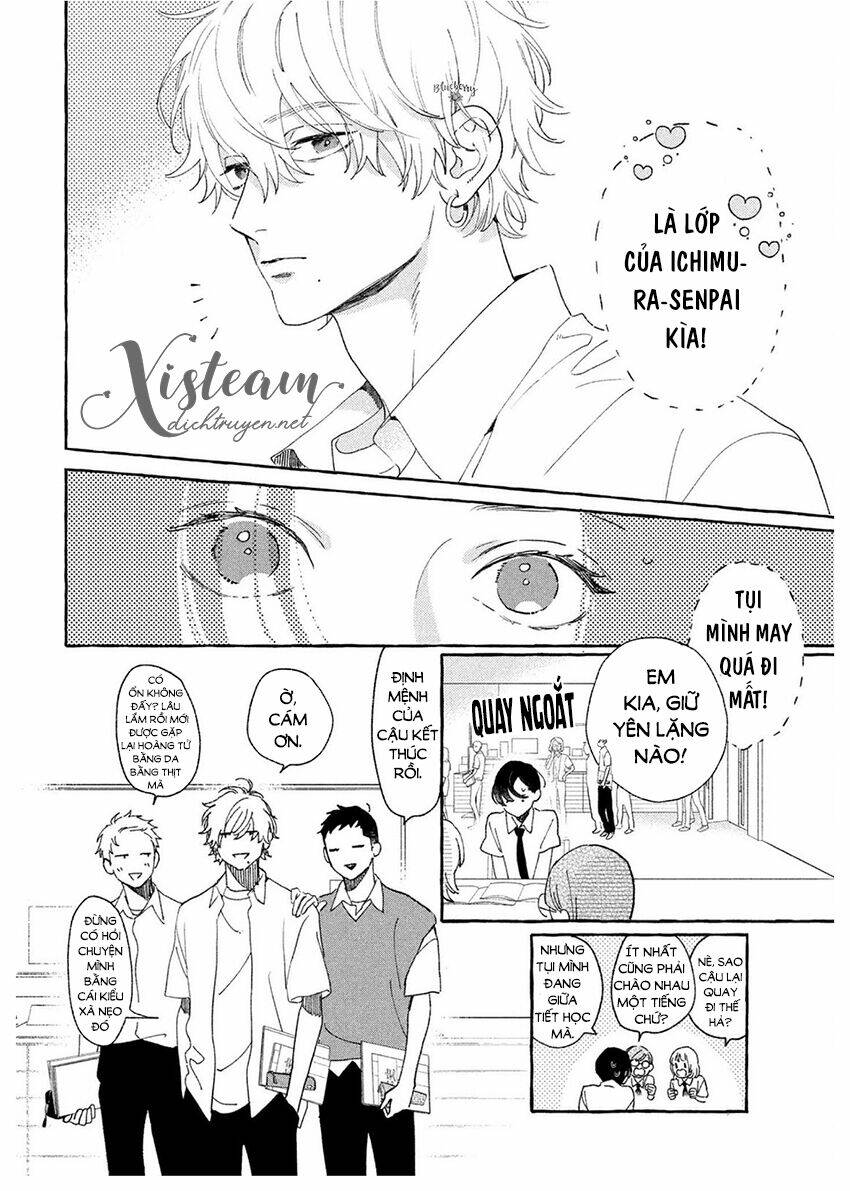 Blueberry
LÀ LỚP
CỦA ICHIMU-
RA-SENPAI
KÌA!
Xisteam
dichtruyen.net
TỤI
MÌNH MAY
QUÁ ĐI
MẤT!
EM
KIA, GIỮ
YÊN LẶNG
NÀO!
QUAY NGOẮT
ĐỊNH
MỆNH
CỦA
CẬU KẾT
THÚC
RỒI.
Ờ,
CÁM
ƠN.
CÓ
ỔN KHÔNG
ĐẤY? LÂU
LẮM RỒI MỚI
ĐƯỢC GẶP
LẠI HOÀNG TỬ
BẰNG DA
BẰNG THỊT
MÀ
ĐỪNG
CÓ HỎI
CHUYỆN
MÌNH
BẰNG
CÁI KIỂU
XÀ NẸO
ĐÓ
NÈ, SAO
CẬU LẠI
QUAY
ĐI THẾ
HẢ?
ÍT NHẤT
CŨNG PHẢI
CHÀO NHAU
MỘT TIẾNG
CHỨ?
NHƯNG
TỤI MÌNH
ĐANG
GIỮA
TIẾT HỌC
MÀ.